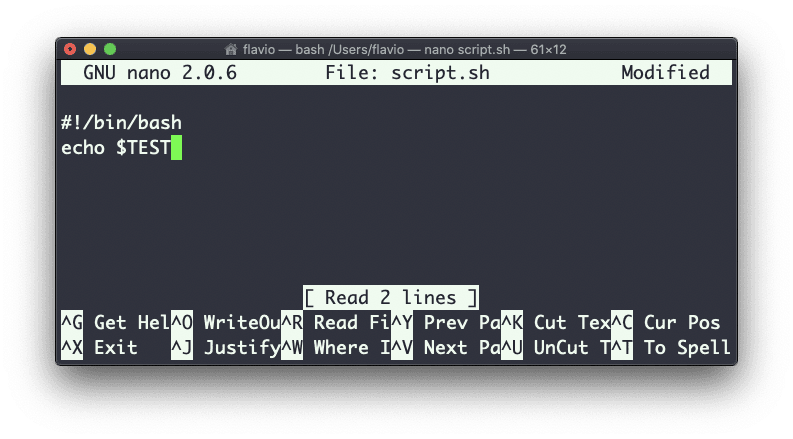 flavio — bash /Users/flavio — nano script.sh — 61×12
GNU nano 2.0.6 File: script.sh Modified
#!/bin/bash
echo $TEST
[ Read 2 lines ]
^G Get Hel^O WriteOu^R Read Fi^Y Prev Pa^K Cut Tex^C Cur Pos
^X Exit ^J Justify^W Where I^V Next Pa^U UnCut T^T To Spell